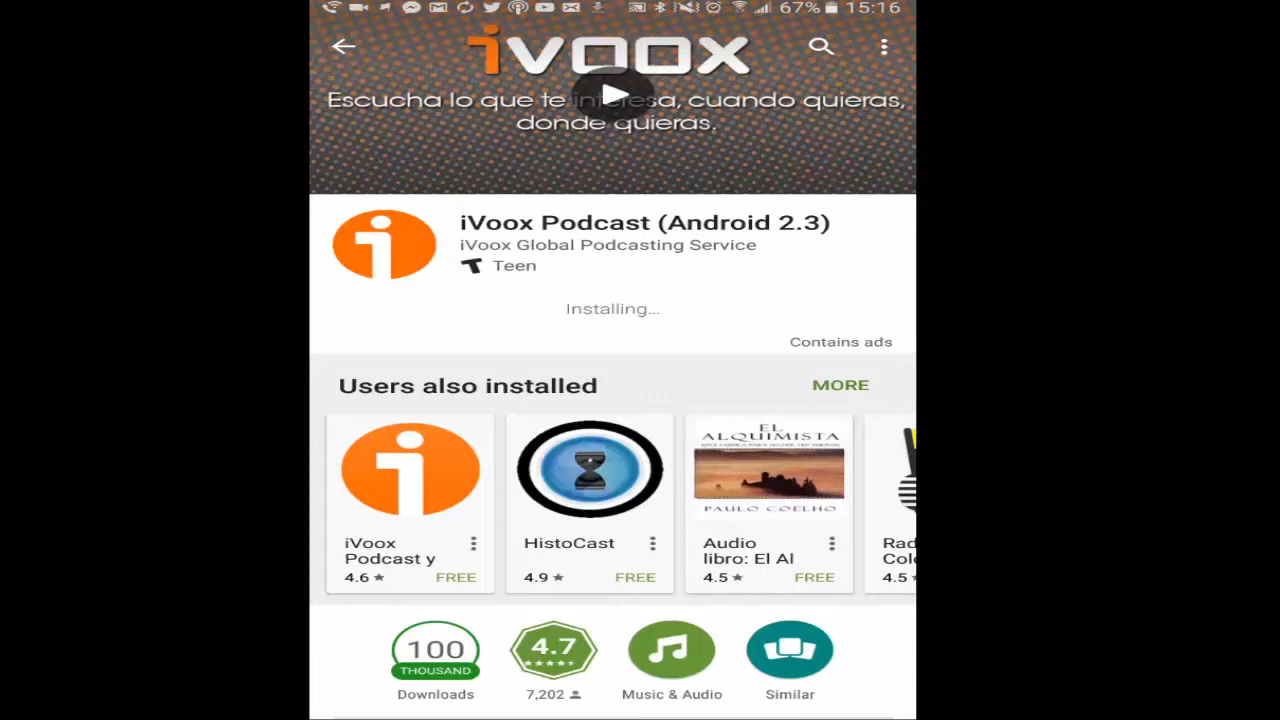 67% 15:16
ivoox
Escucha lo que te interesa, cuando quieras,
donde quieras.
iVoox Podcast (Android 2.3)
iVoox Global Podcasting Service
T Teen
Installing...
Contains ads
Users also installed
MORE
iVoox
Podcast y
4.6 FREE
HistoCast
4.9 FREE
EL
ALQUIMISTA
PAULO COELHO
Audio
libro: El Al
4.5 FREE
Rad
Col
4.5
100
THOUSAND
Downloads
4.7
7,202
Music & Audio
Similar